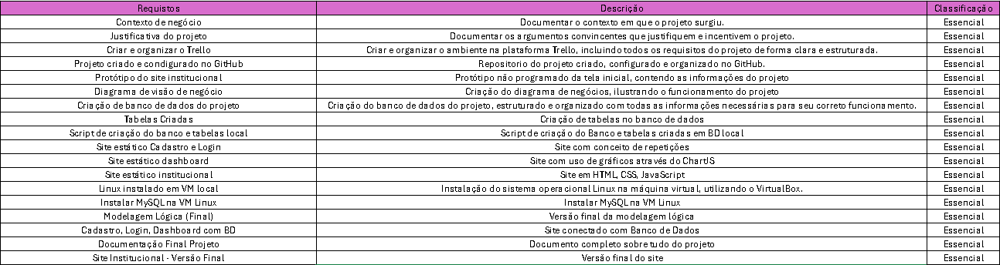 Requistos Descrição Classificação
Contexto de negócio Documentar o contexto em que o projeto surgiu. Essencial
Justificativa do projeto Documentar os argumentos convincentes que justifiquem e incentivem o projeto. Essencial
Criar e organizar o Trello Criar e organizar o ambiente na plataforma Trello, incluindo todos os requisitos do projeto de forma clara e estruturada. Essencial
Projeto criado e condigurado no GitHub Repositorio do projeto criado, configurado e organizado no GitHub. Essencial
Protótipo do site institucional Protótipo não programado da tela inicial, contendo as informações do projeto Essencial
Diagrama de visão de negócio Criação do diagrama de negócios, ilustrando o funcionamento do projeto Essencial
Criação de banco de dados do projeto Criação do banco de dados do projeto, estruturado e organizado com todas as informações necessárias para seu correto funcionamento. Essencial
Tabelas Criadas Criação de tabelas no banco de dados Essencial
Script de criação do banco e tabelas local Script de criação do Banco e tabelas criadas em BD local Essencial
Site estático Cadastro e Login Site com conceito de repetições Essencial
Site estático dashboard Site com uso de gráficos através do ChartJS Essencial
Site estático institucional Site em HTML, CSS, JavaScript Essencial
Linux instalado em VM local Instalação do sistema operacional Linux na máquina virtual, utilizando o VirtualBox. Essencial
Instalar MySQL na VM Linux Instalar MySQL na VM Linux Essencial
Modelagem Lógica (Final) Versão final da modelagem lógica Essencial
Cadastro, Login, Dashboard com BD Site conectado com Banco de Dados Essencial
Documentação Final Projeto Documento completo sobre tudo do projeto Essencial
Site Institucional - Versão Final Versão final do site Essencial